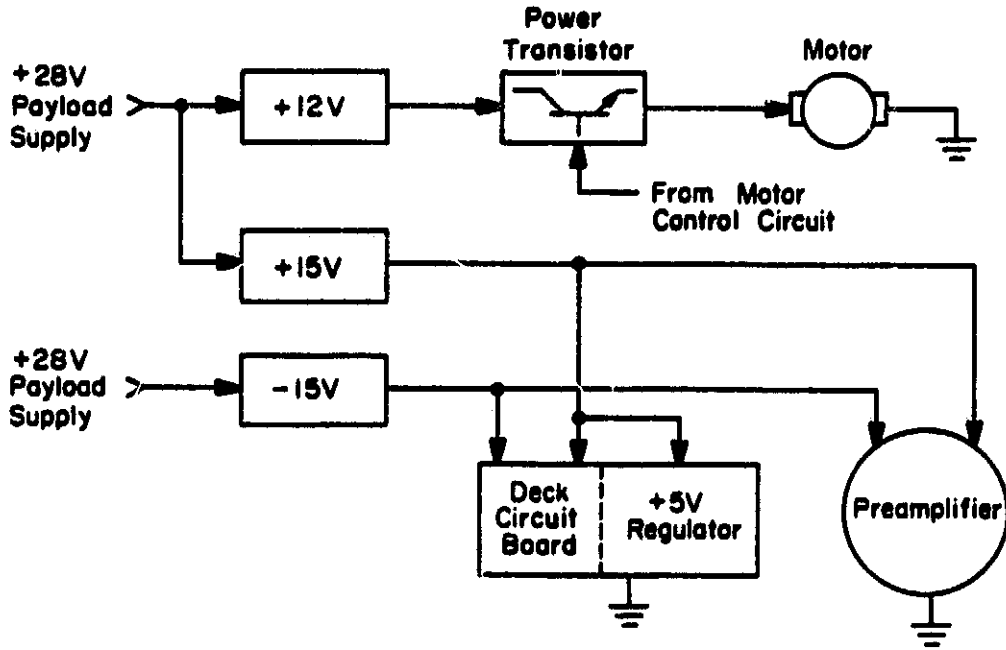 Power
Transistor
Motor
+28V
Payload
Supply
+12V
From Motor
Control Circuit
+15V
+28V
Payload
Supply
-15V
Deck
Circuit
Board
+5V
Regulator
Preamplifier